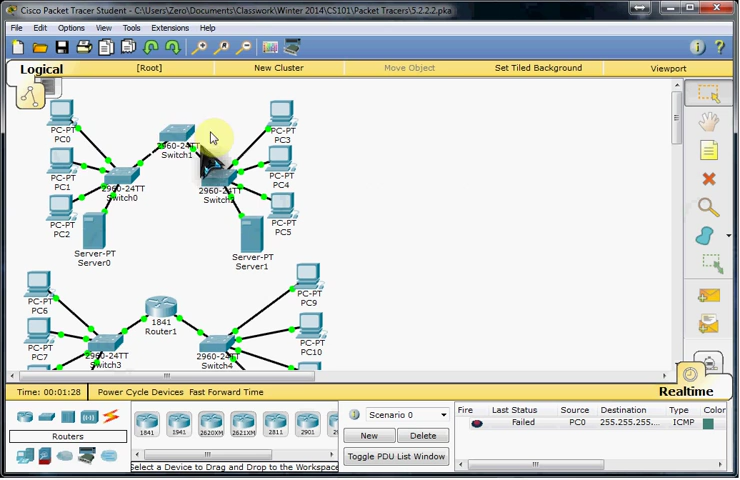 Cisco Packet Tracer Student - C:\Users\Zero\Documents\Classwork\Winter 2014\CS101\Packet Tracers\5.2.2.2.pka
File Edit Options View Tools Extensions Help
Logical [Root] New Cluster Move Object Set Tiled Background Viewport
PC-PT
PC0
PC-PT
PC1
PC-PT
PC2
2960-24TT
Switch0
2960-24TT
Switch1
2960-24TT
PC-PT
PC3
PC-PT
PC4
PC-PT
PC5
Server-PT
Server0
Server-PT
Server1
PC-PT
PC6
PC-PT
PC7
1841
Router1
2960-24TT
Switch3
2960-24TT
Switch4
PC-PT
PC9
PC-PT
PC10
Time: 00:01:28 Power Cycle Devices Fast Forward Time Realtime
Routers
1841 1941 2620XM 2621XM 2811 2901 291
Select a Device to Drag and Drop to the Workspace
Scenario 0
New Delete
Toggle PDU List Window
Fire Last Status Source Destination Type Color
Failed PC0 255.255.255.... ICMP